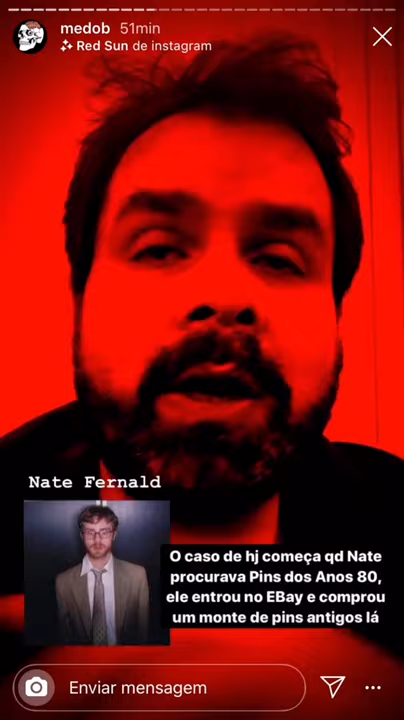 medob 51min
Red Sun de instagram
Nate Fernald
O caso de hj começa qd Nate
procurava Pins dos Anos 80,
ele entrou no EBay e comprou
um monte de pins antigos lá
Enviar mensagem